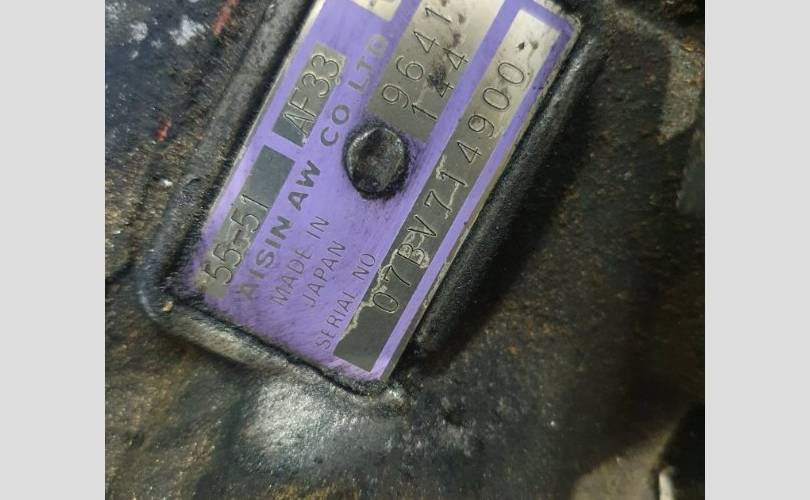 55-51 AF33
AISIN AW CO LTD
MADE IN
JAPAN
9641
144
SERIAL NO
07BV714900